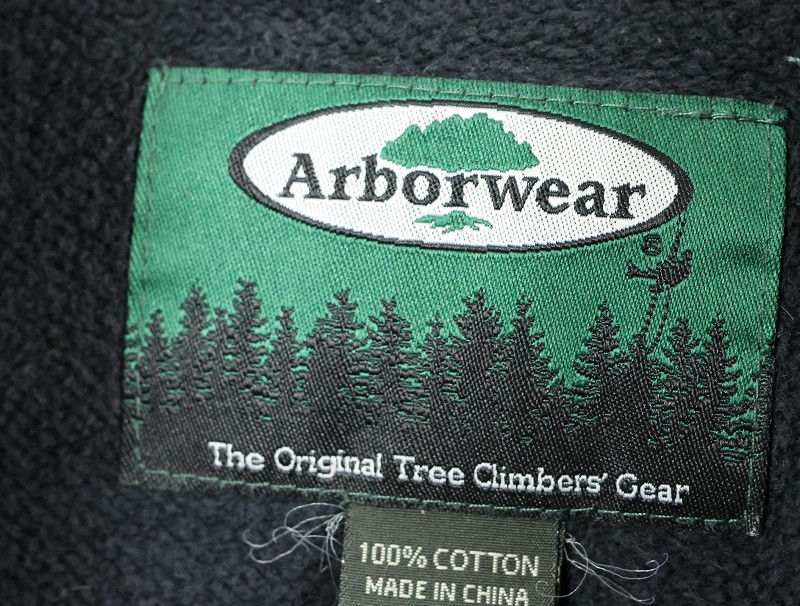 Arborwear
The Original Tree Climbers' Gear
100% COTTON
MADE IN CHINA